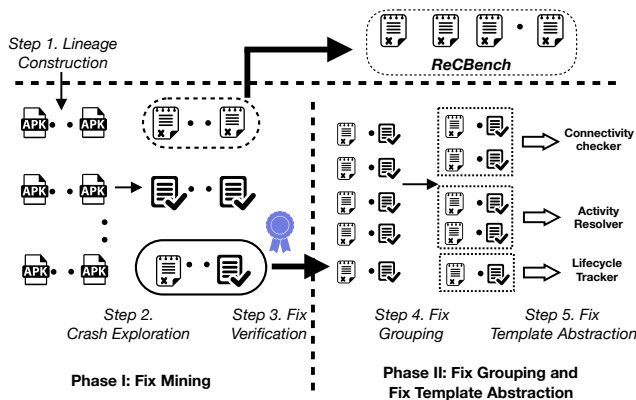 Step 1. Lineage
Construction
ReCBench
APK APK
APK APK
APK APK
Connectivity
checker
Activity
Resolver
Lifecycle
Tracker
Step 2.
Crash Exploration
Step 3. Fix
Verification
Step 4. Fix
Grouping
Step 5. Fix
Template Abstraction
Phase I: Fix Mining
Phase II: Fix Grouping and
Fix Template Abstraction